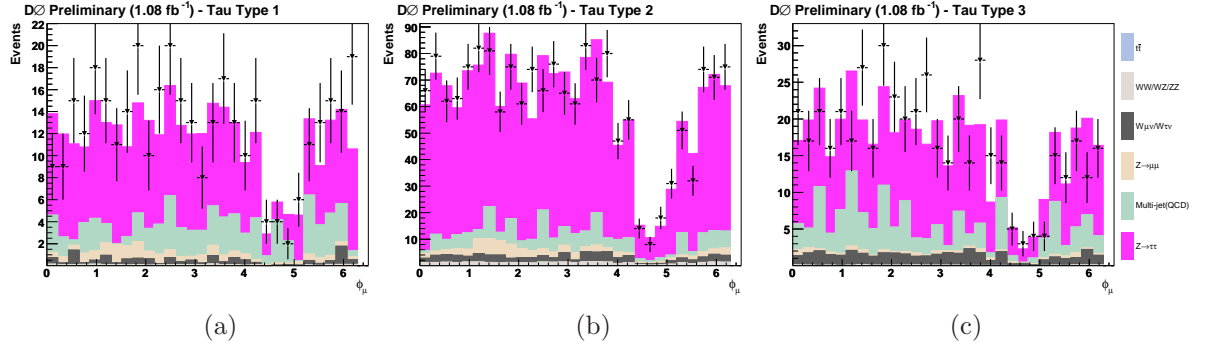 DØ Preliminary (1.08 fb⁻¹) - Tau Type 1
Events
22
20
18
16
14
12
10
8
6
4
2
0 1 2 3 4 5 6
ϕμ
(a)
DØ Preliminary (1.08 fb⁻¹) - Tau Type 2
Events
90
80
70
60
50
40
30
20
10
0 1 2 3 4 5 6
ϕμ
(b)
DØ Preliminary (1.08 fb⁻¹) - Tau Type 3
Events
30
25
20
15
10
5
0 1 2 3 4 5 6
ϕμ
(c)
tt̄
WW/WZ/ZZ
Wμν/Wτν
Z→μμ
Multi-jet(QCD)
Z→ττ